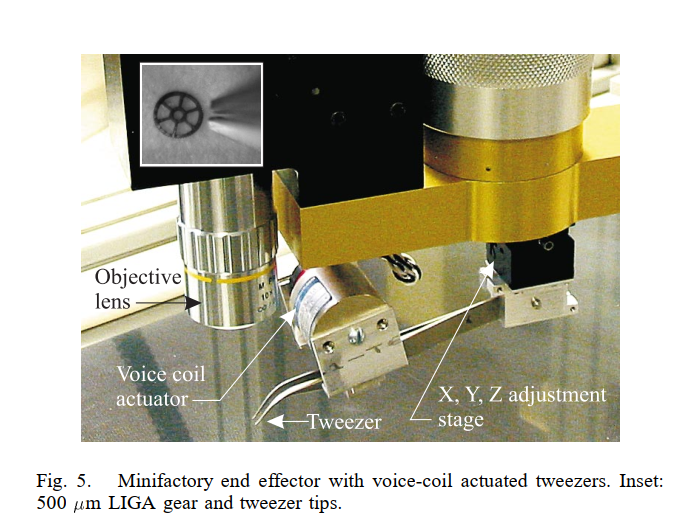 Objective
lens
M
10
Voice coil
actuator
X, Y, Z adjustment
stage
Tweezer
Fig. 5. Minifactory end effector with voice-coil actuated tweezers. Inset:
500 μm LIGA gear and tweezer tips.